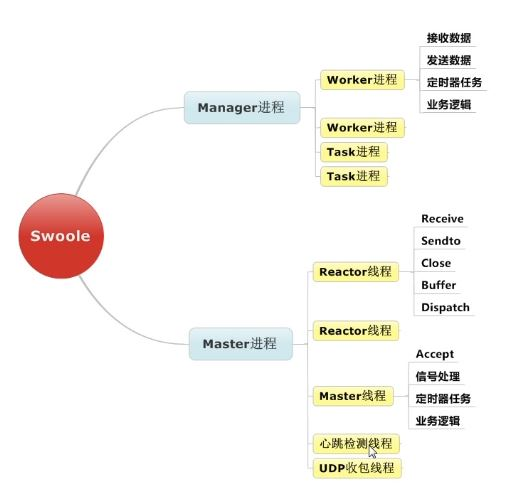 Swoole
Manager进程
Worker进程
接收数据
发送数据
定时器任务
业务逻辑
Worker进程
Task进程
Task进程
Master进程
Reactor线程
Receive
Sendto
Close
Buffer
Dispatch
Reactor线程
Master线程
Accept
信号处理
定时器任务
业务逻辑
心跳检测线程
UDP收包线程